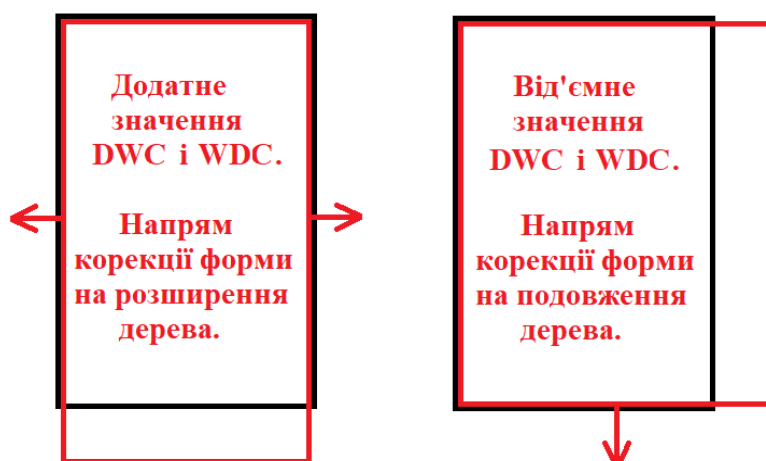 Додатне
значення
DWC і WDC.
Напрям
корекції форми
на розширення
дерева.
Від'ємне
значення
DWC і WDC.
Напрям
корекції форми
на подовження
дерева.